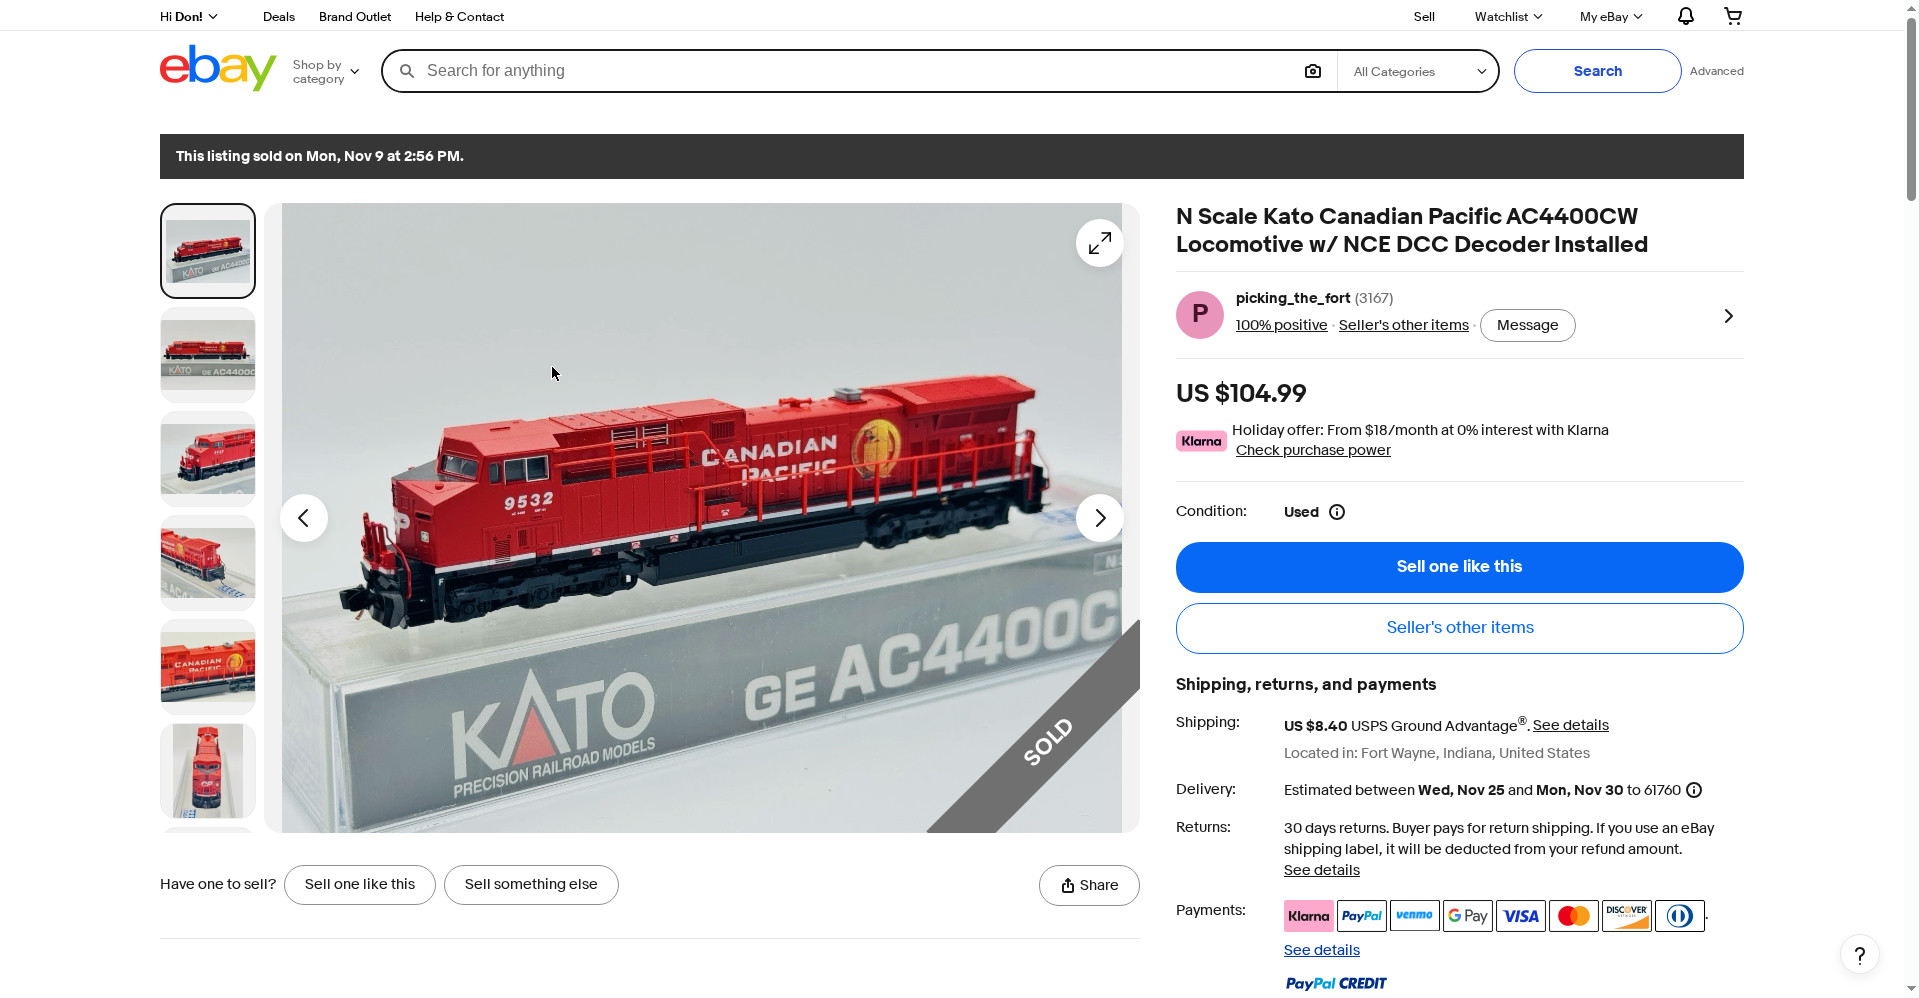 Hi Don!
Deals
Brand Outlet
Help & Contact
Sell
Watchlist
My eBay
ebay
Shop by
category
Search for anything
All Categories
Search
Advanced
This listing sold on Mon, Nov 9 at 2:56 PM.
CANADIAN
PACIFIC
9532
KATO
PRECISION RAILROAD MODELS
GE AC4400C
SOLD
N Scale Kato Canadian Pacific AC4400CW
Locomotive w/ NCE DCC Decoder Installed
P
picking_the_fort (3167)
100% positive · Seller's other items · Message
US $104.99
Klarna Holiday offer: From $18/month at 0% interest with Klarna
Check purchase power
Condition: Used
Sell one like this
Seller's other items
Shipping, returns, and payments
Shipping: US $8.40 USPS Ground Advantage®. See details
Located in: Fort Wayne, Indiana, United States
Delivery: Estimated between Wed, Nov 25 and Mon, Nov 30 to 61760
Returns: 30 days returns. Buyer pays for return shipping. If you use an eBay
shipping label, it will be deducted from your refund amount.
See details
Payments: Klarna PayPal venmo G Pay VISA DISCOVER
See details
PayPal CREDIT
Have one to sell? Sell one like this Sell something else Share
?